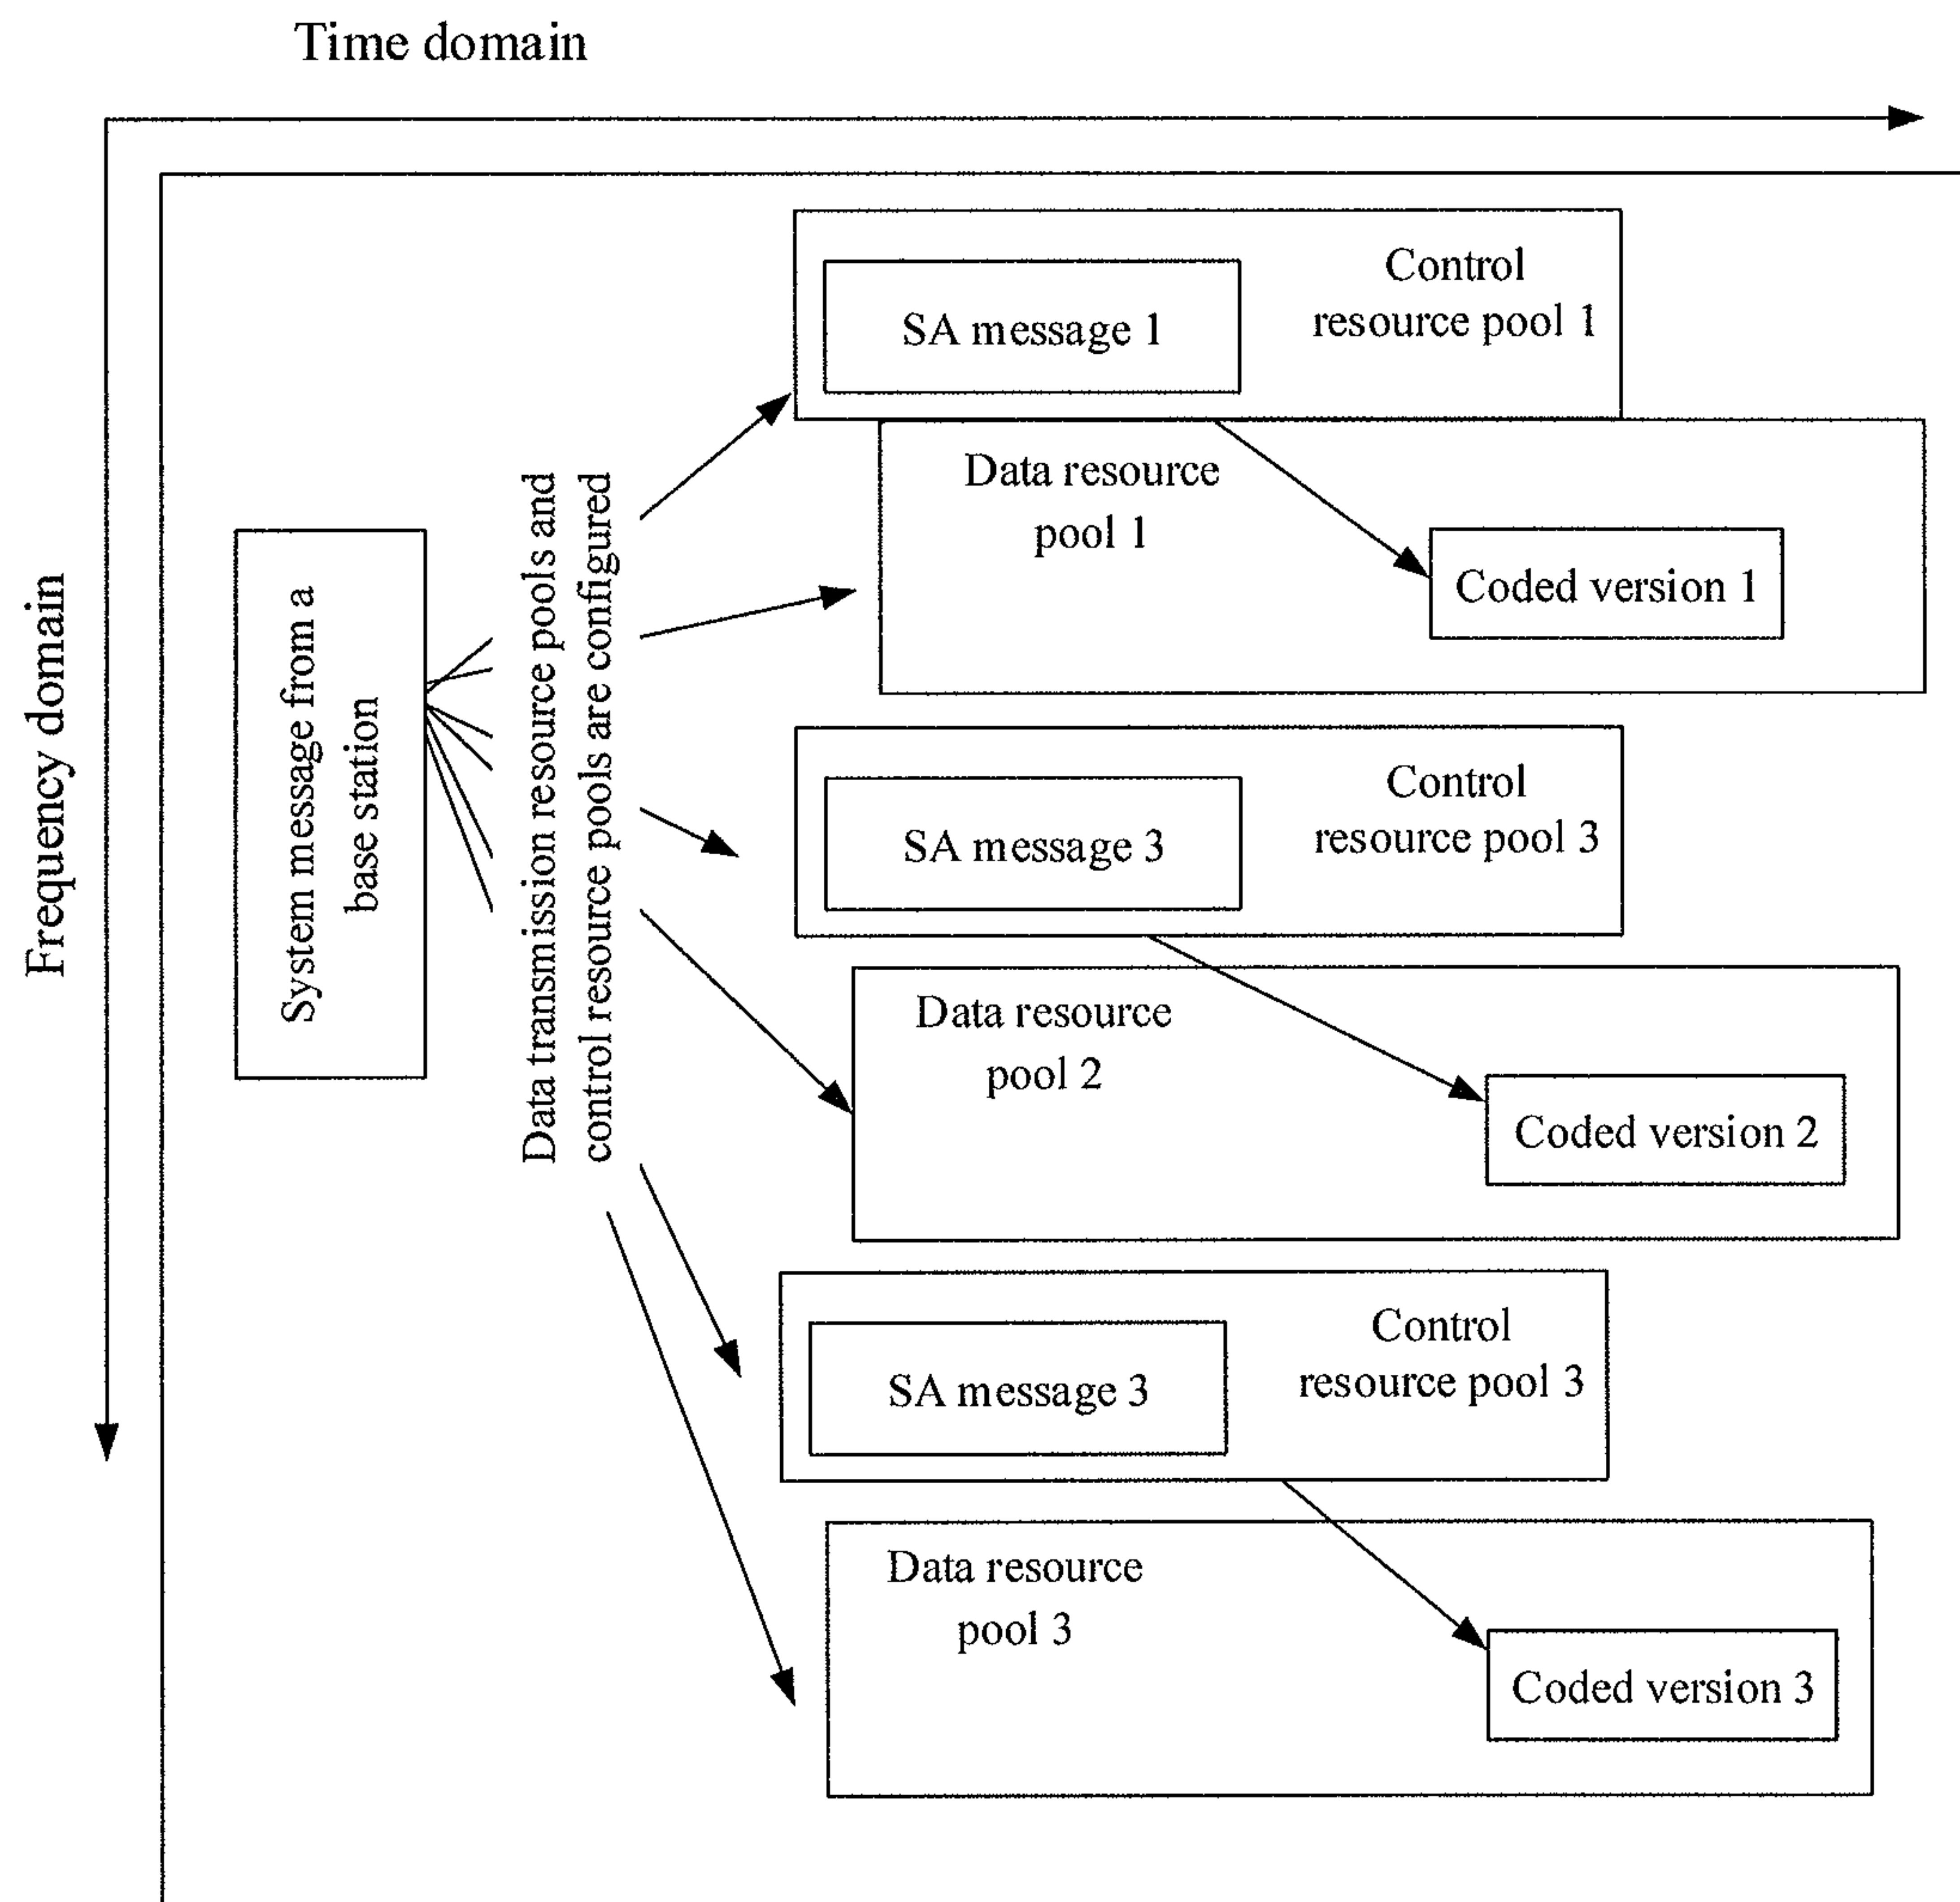 Time domain
Frequency domain
System message from a
base station
Data transmission resource pools and
control resource pools are configured
SA message 1
Control
resource pool 1
Data resource
pool 1
Coded version 1
SA message 3
Control
resource pool 3
Data resource
pool 2
Coded version 2
SA message 3
Control
resource pool 3
Data resource
pool 3
Coded version 3